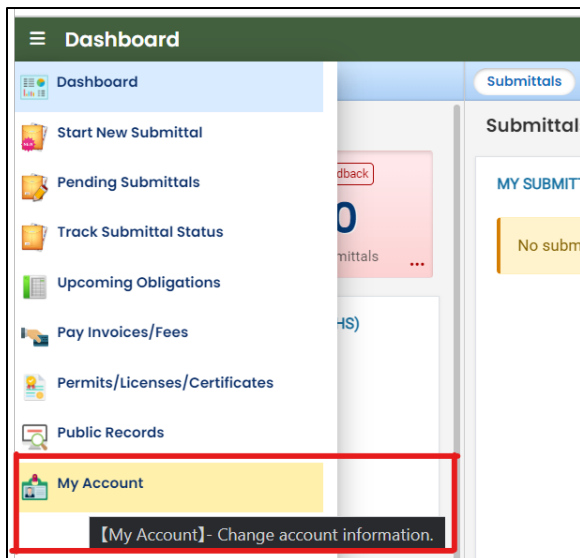 Dashboard
Dashboard
Start New Submittal
Pending Submittals
Track Submittal Status
Upcoming Obligations
Pay Invoices/Fees
Permits/Licenses/Certificates
Public Records
My Account
【My Account】- Change account information.
dback
0
mittals
...
HS)
Submittals
Submittal
MY SUBMITT
No subm